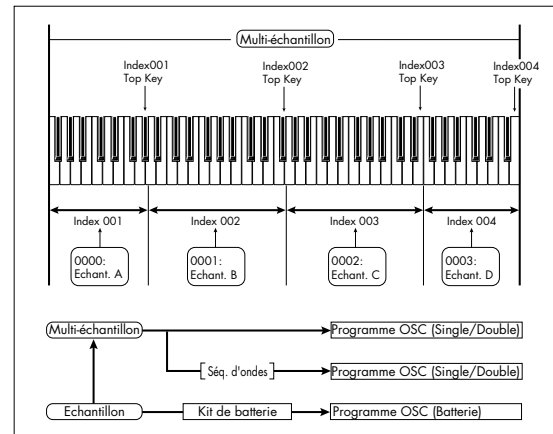 Multi-échantillon
Index001 Index002 Index003 Index004
Top Key Top Key Top Key Top Key
Index 001 Index 002 Index 003 Index 004
0000: 0001: 0002: 0003:
Echant. A Echant. B Echant. C Echant. D
Multi-échantillon Programme OSC (Single/Double)
Séq. d'ondes Programme OSC (Single/Double)
Echantillon Kit de batterie Programme OSC (Batterie)